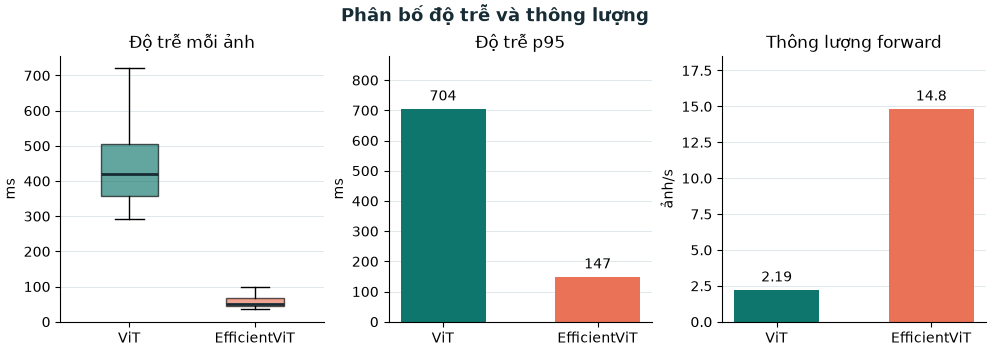 Phân bố độ trễ và thông lượng
Độ trễ mỗi ảnh
ms
700
600
500
400
300
200
100
0
ViT
EfficientViT
Độ trễ p95
ms
800
700
600
500
400
300
200
100
0
704
147
ViT
EfficientViT
Thông lượng forward
ảnh/s
17.5
15.0
12.5
10.0
7.5
5.0
2.5
0.0
2.19
14.8
ViT
EfficientViT